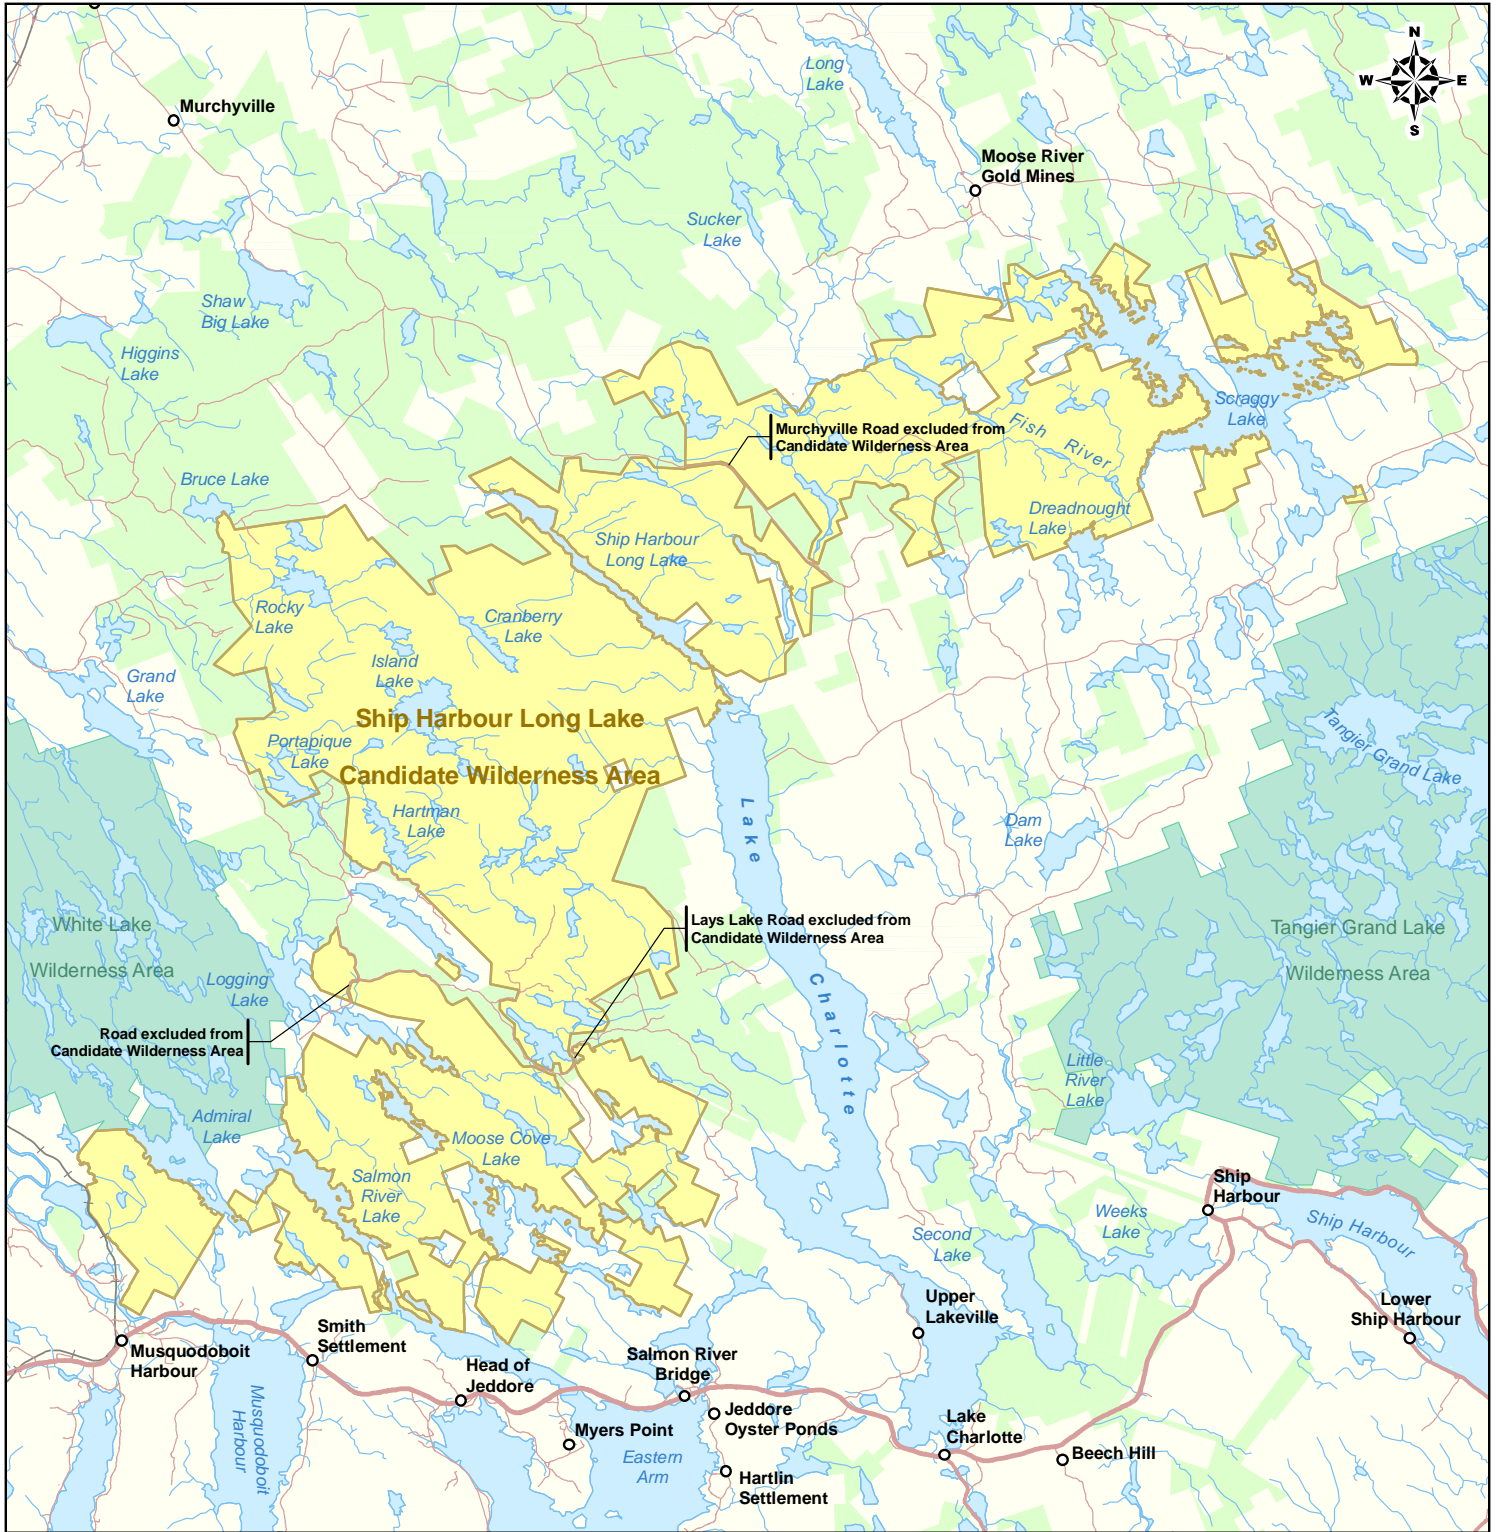 N
W
E
S
Murchyville
Long
Lake
Moose River
Gold Mines
Sucker
Lake
Shaw
Big Lake
Higgins
Lake
Scraggy
Lake
Murchyville Road excluded from
Candidate Wilderness Area
Fish River
Bruce Lake
Dreadnought
Lake
Ship Harbour
Long Lake
Rocky
Lake
Cranberry
Lake
Island
Lake
Grand
Lake
Ship Harbour Long Lake
Candidate Wilderness Area
Portapique
Lake
Tangier Grand Lake
Hartman
Lake
Dam
Lake
Lake Charlotte
White Lake
Wilderness Area
Lays Lake Road excluded from
Candidate Wilderness Area
Tangier Grand Lake
Wilderness Area
Logging
Lake
Road excluded from
Candidate Wilderness Area
Little
River
Lake
Admiral
Lake
Moose Cove
Lake
Salmon
River
Lake
Ship
Harbour
Weeks
Lake
Ship Harbour
Second
Lake
Upper
Lakeville
Lower
Ship Harbour
Smith
Settlement
Musquodoboit
Harbour
Head of
Jeddore
Salmon River
Bridge
Musquodoboit
Harbour
Jeddore
Oyster Ponds
Myers Point
Lake
Charlotte
Beech Hill
Eastern
Arm
Hartlin
Settlement